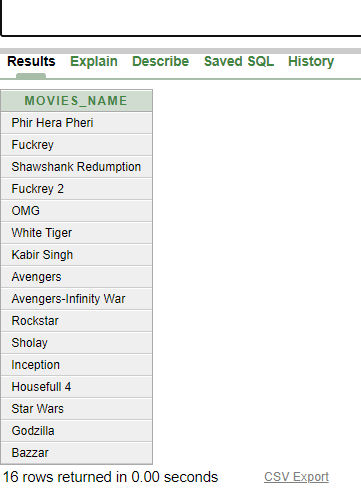 Results Explain Describe Saved SQL History
MOVIES_NAME
Phir Hera Pheri
Fuckrey
Shawshank Redumption
Fuckrey 2
OMG
White Tiger
Kabir Singh
Avengers
Avengers-Infinity War
Rockstar
Sholay
Inception
Housefull 4
Star Wars
Godzilla
Bazzar
16 rows returned in 0.00 seconds CSV Export